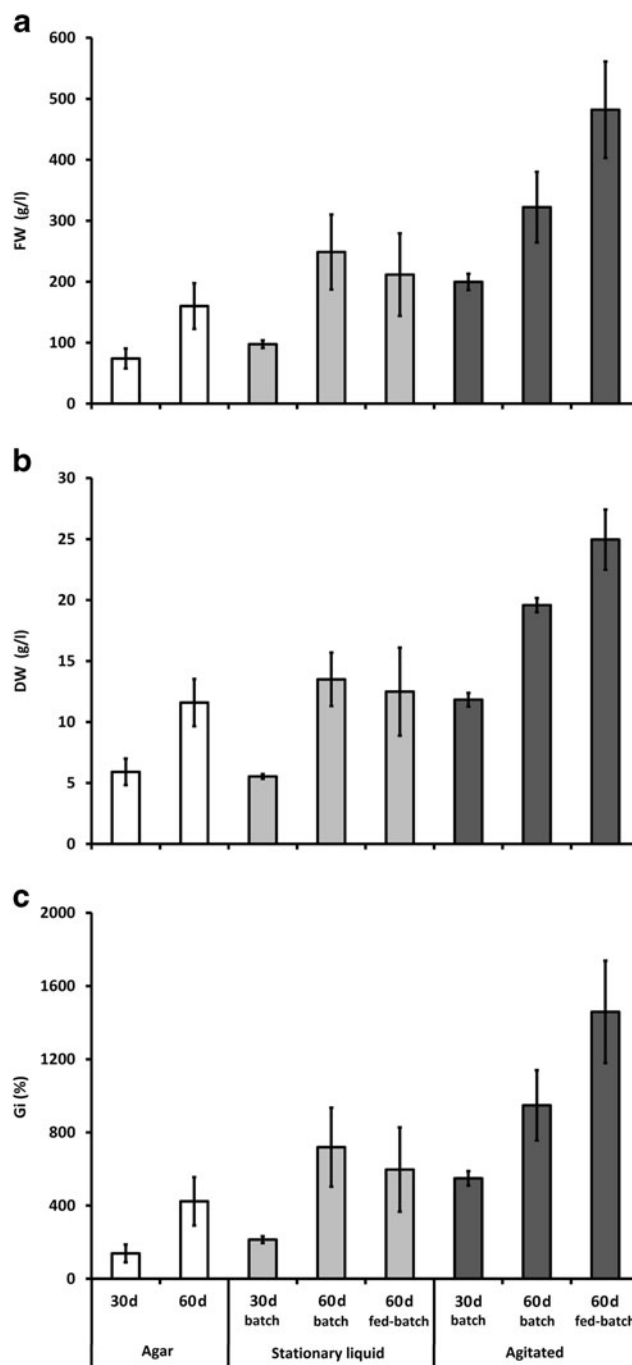 a
600
500
400
300
200
100
0
FW (g/l)
b
30
25
20
15
10
5
0
DW (g/l)
c
2000
1600
1200
800
400
0
Gi (%)
30d 60d 30d 60d 60d 30d 60d 60d
batch batch fed-batch batch batch fed-batch
Agar Stationary liquid Agitated